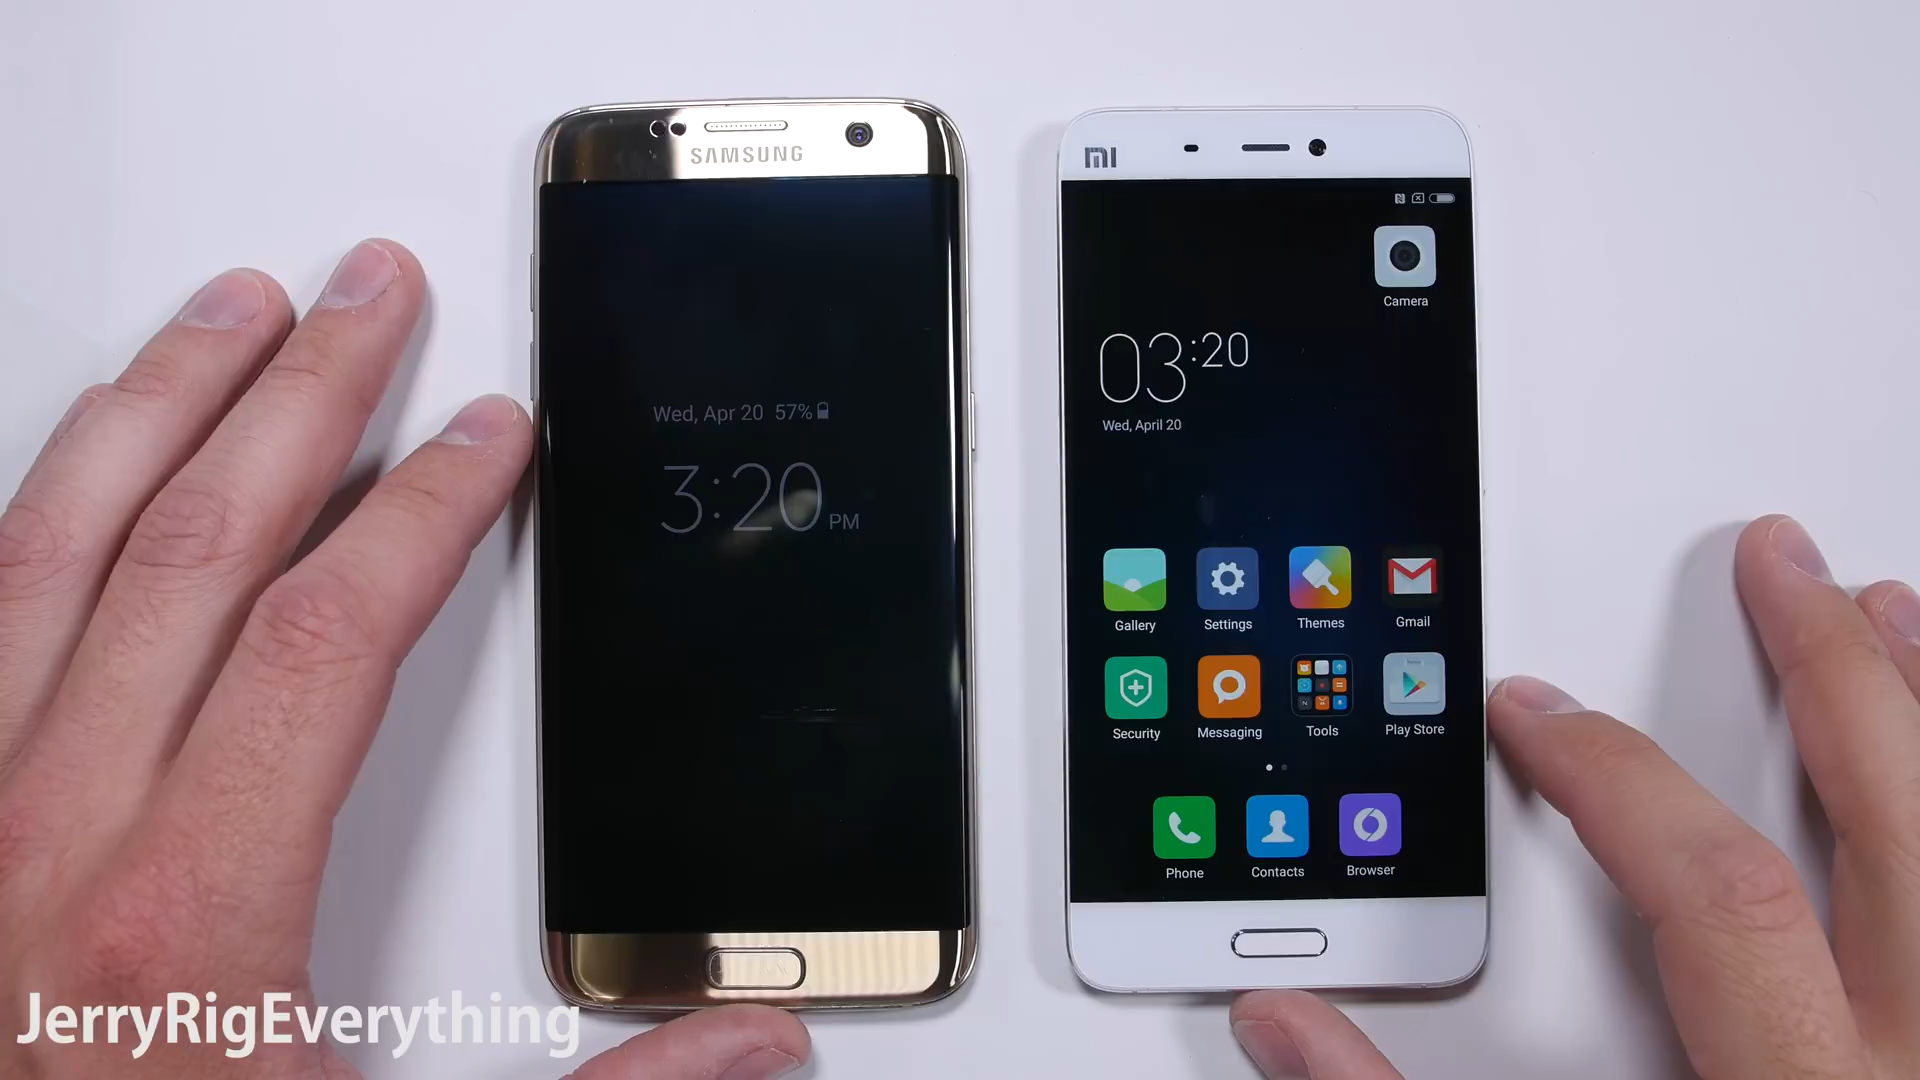 SAMSUNG
Wed, Apr 20 57%
3:20 PM
mi
Camera
03:20
Wed, April 20
Gallery
Settings
Themes
Gmail
Security
Messaging
Tools
Play Store
Phone
Contacts
Browser
JerryRigEverything